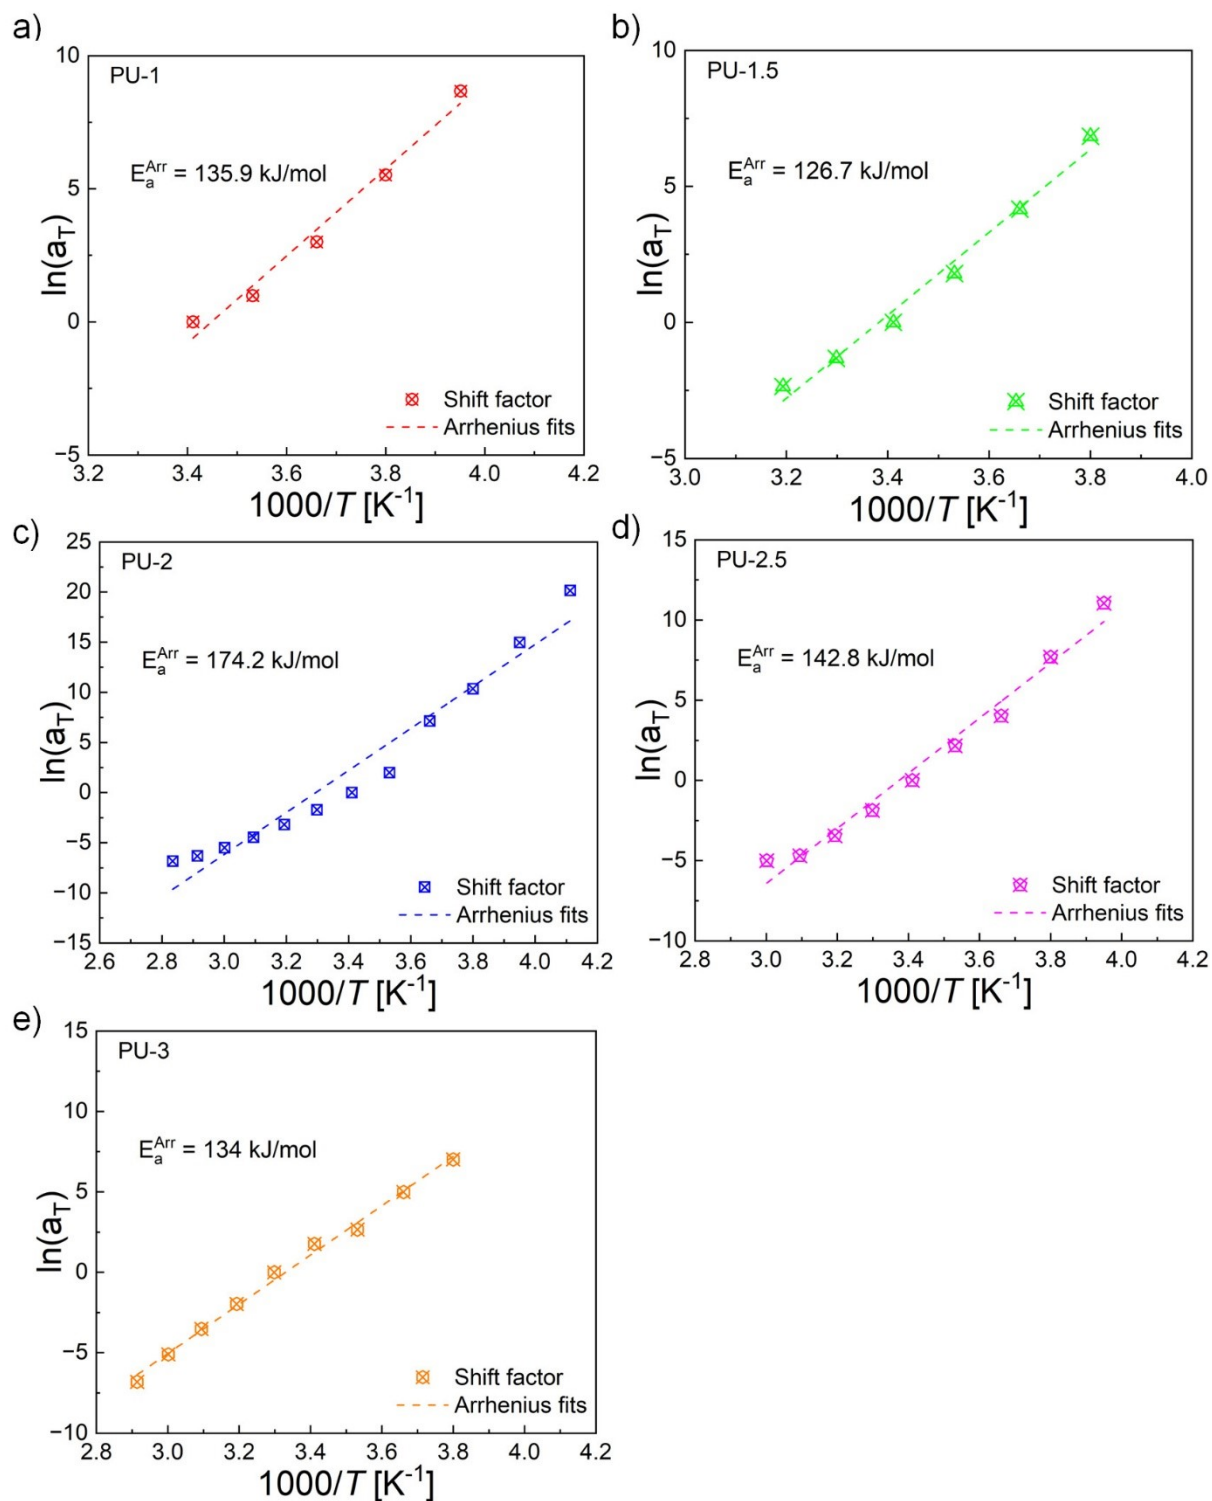 a)
PU-1
E_a^Arr = 135.9 kJ/mol
ln(a_T)
10
5
0
−5
Shift factor
Arrhenius fits
3.2 3.4 3.6 3.8 4.0 4.2
1000/T [K^-1]
b)
PU-1.5
E_a^Arr = 126.7 kJ/mol
ln(a_T)
10
5
0
−5
Shift factor
Arrhenius fits
3.0 3.2 3.4 3.6 3.8 4.0
1000/T [K^-1]
c)
PU-2
E_a^Arr = 174.2 kJ/mol
ln(a_T)
25
20
15
10
5
0
−5
−10
−15
Shift factor
Arrhenius fits
2.6 2.8 3.0 3.2 3.4 3.6 3.8 4.0 4.2
1000/T [K^-1]
d)
PU-2.5
E_a^Arr = 142.8 kJ/mol
ln(a_T)
15
10
5
0
−5
−10
Shift factor
Arrhenius fits
2.8 3.0 3.2 3.4 3.6 3.8 4.0 4.2
1000/T [K^-1]
e)
PU-3
E_a^Arr = 134 kJ/mol
ln(a_T)
15
10
5
0
−5
−10
Shift factor
Arrhenius fits
2.8 3.0 3.2 3.4 3.6 3.8 4.0 4.2
1000/T [K^-1]